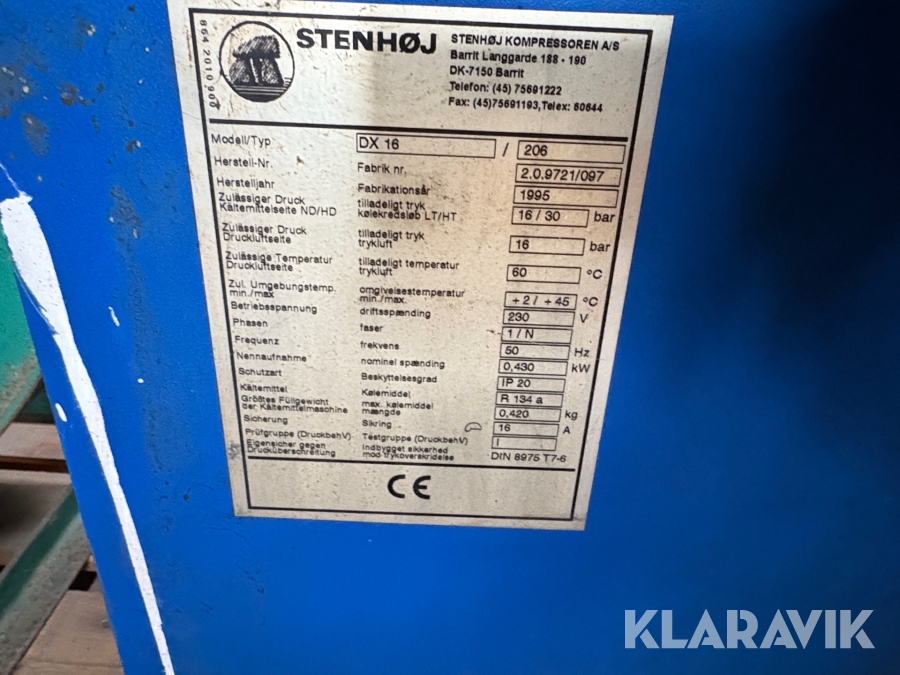 STENHØJ
STENHØJ KOMPRESSOREN A/S
Barrit Langgarde 188 - 190
DK-7150 Barrit
Telefon: (45) 75691222
Fax: (45)75691193,Telex: 60644
Modell/Typ DX 16 / 206
Herstell-Nr. Fabrik nr. 2.0.9721/097
Herstelljahr Fabrikationsår 1995
Zulässiger Druck tilladeligt tryk
Kältemittelseite ND/HD kølekredsløb LT/HT 16 / 30 bar
Zulässiger Druck tilladeligt tryk
Druckluftseite trykluft 16 bar
Zulässige Temperatur tilladeligt temperatur
Druckluftseite trykluft 60 °C
Zul. Umgebungstemp. omgivelsestemperatur
min./max. min./max. +2 / +45 °C
Betriebsspannung driftsspænding 230 V
Phasen faser 1 / N
Frequenz frekvens 50 Hz
Nennaufnahme nominel spænding 0,430 kW
Schutzart Beskyttelsesgrad IP 20
Kältemittel Kølemiddel R 134 a
Größtes Füllgewicht max. kølemiddel
der Kältemittelmaschine mængde 0,420 kg
Sicherung Sikring 16 A
Prüfgruppe (DruckbehV) Testgruppe (DruckbehV) I
Eigensicher gegen Indbygget sikkerhed
Drucküberschreitung mod trykoverskridelse DIN 8975 T7-6
CE
KLARAVIK